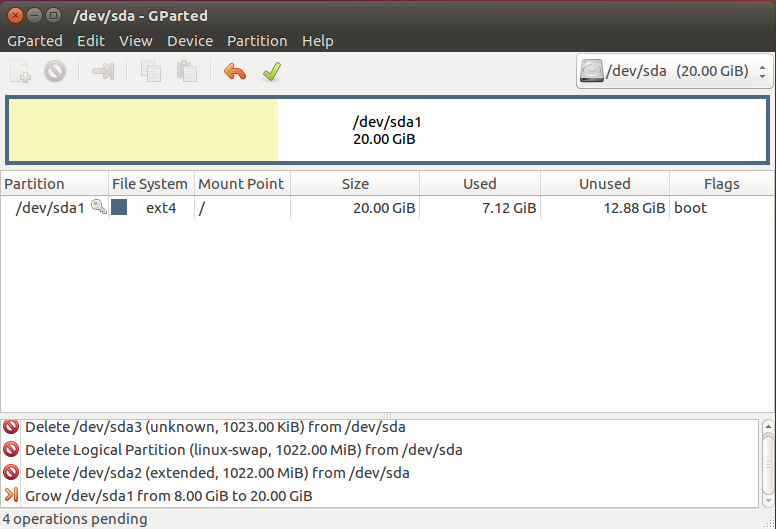 /dev/sda - GParted
GParted Edit View Device Partition Help
/dev/sda (20.00 GiB)
/dev/sda1
20.00 GiB
Partition File System Mount Point Size Used Unused Flags
/dev/sda1 ext4 / 20.00 GiB 7.12 GiB 12.88 GiB boot
Delete /dev/sda3 (unknown, 1023.00 KiB) from /dev/sda
Delete Logical Partition (linux-swap, 1022.00 MiB) from /dev/sda
Delete /dev/sda2 (extended, 1022.00 MiB) from /dev/sda
Grow /dev/sda1 from 8.00 GiB to 20.00 GiB
4 operations pending